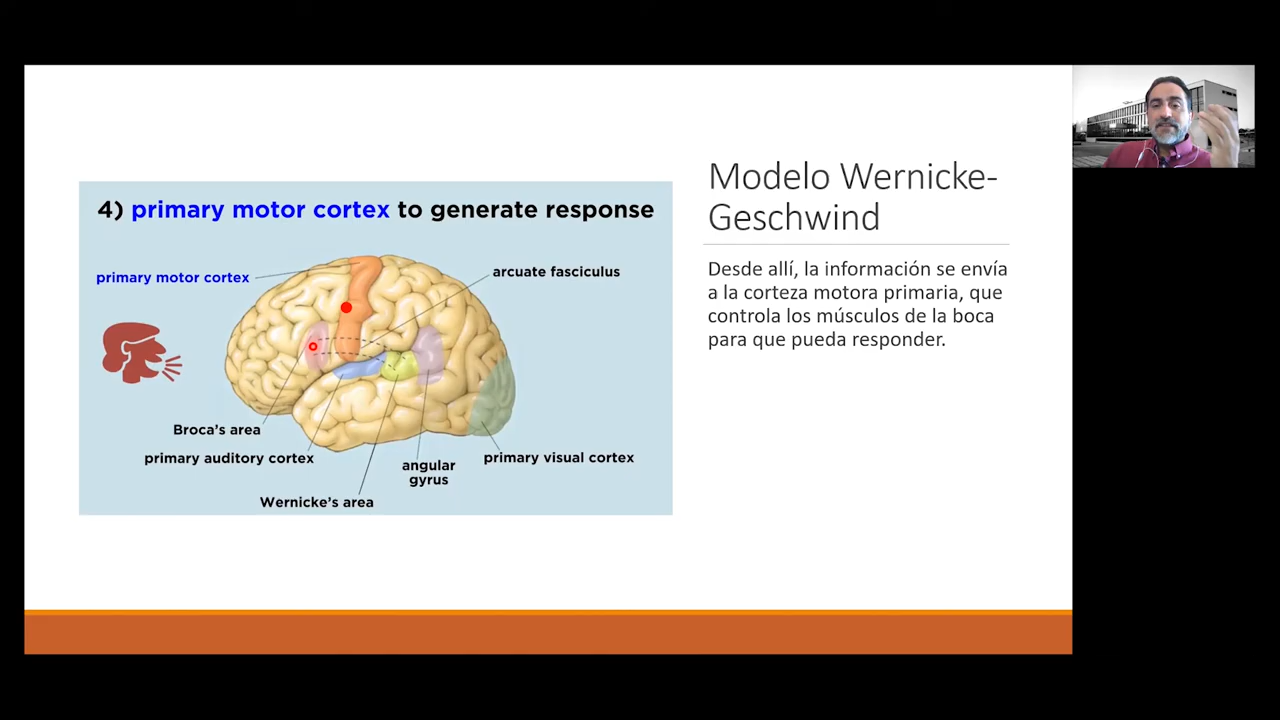 4) primary motor cortex to generate response
primary motor cortex
arcuate fasciculus
Broca's area
primary auditory cortex
Wernicke's area
angular
gyrus
primary visual cortex
Modelo Wernicke-
Geschwind
Desde allí, la información se envía
a la corteza motora primaria, que
controla los músculos de la boca
para que pueda responder.